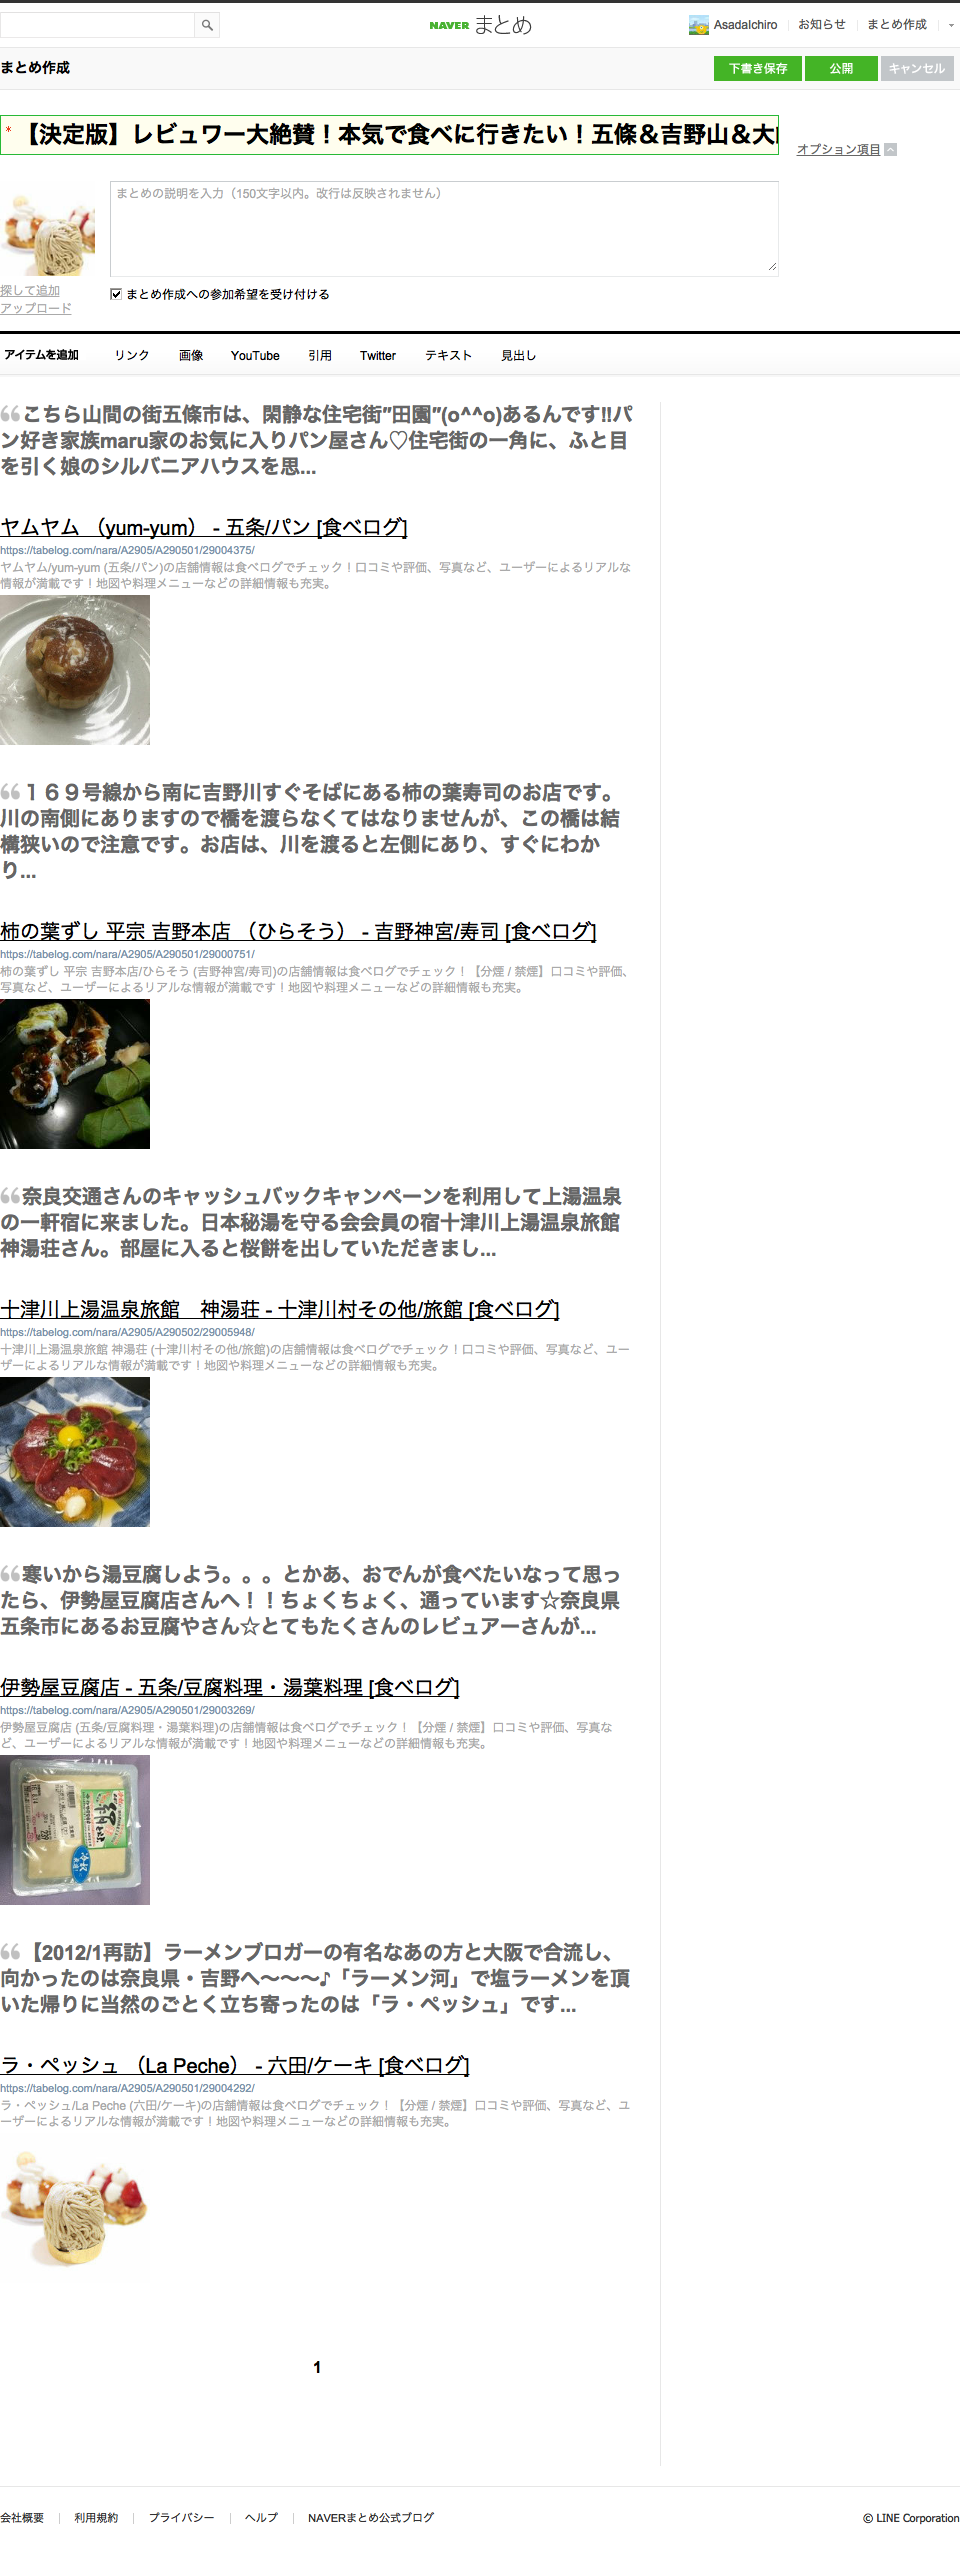 NAVER まとめ
AsadaIchiro お知らせ まとめ作成
まとめ作成
下書き保存 公開 キャンセル
* 【決定版】レビュワー大絶賛！本気で食べに行きたい！五條＆吉野山＆大
オプション項目
まとめの説明を入力（150文字以内。改行は反映されません）
探して追加
アップロード
まとめ作成への参加希望を受け付ける
アイテムを追加 リンク 画像 YouTube 引用 Twitter テキスト 見出し
こちら山間の街五條市は、閑静な住宅街″田園″(o^^o)あるんです‼パ
ン好き家族maru家のお気に入りパン屋さん♡住宅街の一角に、ふと目
を引く娘のシルバニアハウスを思...
ヤムヤム （yum-yum） - 五条/パン [食べログ]
https://tabelog.com/nara/A2905/A290501/29004375/
ヤムヤム/yum-yum (五条/パン)の店舗情報は食べログでチェック！口コミや評価、写真など、ユーザーによるリアルな
情報が満載です！地図や料理メニューなどの詳細情報も充実。
１６９号線から南に吉野川すぐそばにある柿の葉寿司のお店です。
川の南側にありますので橋を渡らなくてはなりませんが、この橋は結
構狭いので注意です。お店は、川を渡ると左側にあり、すぐにわか
り...
柿の葉ずし 平宗 吉野本店 （ひらそう） - 吉野神宮/寿司 [食べログ]
https://tabelog.com/nara/A2905/A290501/29000751/
柿の葉ずし 平宗 吉野本店/ひらそう (吉野神宮/寿司)の店舗情報は食べログでチェック！【分煙 / 禁煙】口コミや評価、
写真など、ユーザーによるリアルな情報が満載です！地図や料理メニューなどの詳細情報も充実。
奈良交通さんのキャッシュバックキャンペーンを利用して上湯温泉
の一軒宿に来ました。日本秘湯を守る会会員の宿十津川上湯温泉旅館
神湯荘さん。部屋に入ると桜餅を出していただきまし...
十津川上湯温泉旅館　神湯荘 - 十津川村その他/旅館 [食べログ]
https://tabelog.com/nara/A2905/A290502/29005948/
十津川上湯温泉旅館 神湯荘 (十津川村その他/旅館)の店舗情報は食べログでチェック！口コミや評価、写真など、ユー
ザーによるリアルな情報が満載です！地図や料理メニューなどの詳細情報も充実。
寒いから湯豆腐しよう。。。とかあ、おでんが食べたいなって思っ
たら、伊勢屋豆腐店さんへ！！ちょくちょく、通っています☆奈良県
五条市にあるお豆腐やさん☆とてもたくさんのレビュアーさんが...
伊勢屋豆腐店 - 五条/豆腐料理・湯葉料理 [食べログ]
https://tabelog.com/nara/A2905/A290501/29003269/
伊勢屋豆腐店 (五条/豆腐料理・湯葉料理)の店舗情報は食べログでチェック！【分煙 / 禁煙】口コミや評価、写真な
ど、ユーザーによるリアルな情報が満載です！地図や料理メニューなどの詳細情報も充実。
【2012/1再訪】ラーメンブロガーの有名なあの方と大阪で合流し、
向かったのは奈良県・吉野へ～～～♪「ラーメン河」で塩ラーメンを頂
いた帰りに当然のごとく立ち寄ったのは「ラ・ペッシュ」です...
ラ・ペッシュ （La Peche） - 六田/ケーキ [食べログ]
https://tabelog.com/nara/A2905/A290501/29004292/
ラ・ペッシュ/La Peche (六田/ケーキ)の店舗情報は食べログでチェック！【分煙 / 禁煙】口コミや評価、写真など、ユ
ーザーによるリアルな情報が満載です！地図や料理メニューなどの詳細情報も充実。
1
会社概要 利用規約 プライバシー ヘルプ NAVERまとめ公式ブログ
© LINE Corporation